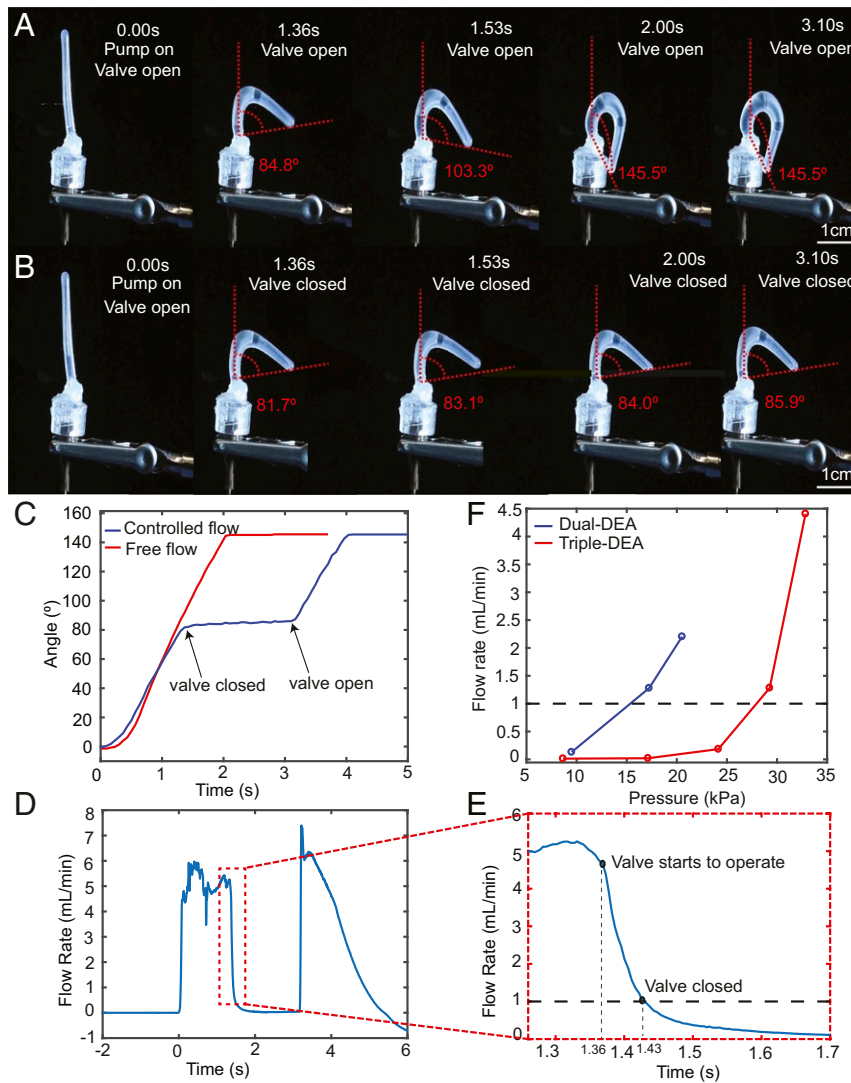 A
0.00s
Pump on
Valve open
1.36s
Valve open
1.53s
Valve open
2.00s
Valve open
3.10s
Valve open
84.8º
103.3º
145.5º
145.5º
1cm
B
0.00s
Pump on
Valve open
1.36s
Valve closed
1.53s
Valve closed
2.00s
Valve closed
3.10s
Valve closed
81.7º
83.1º
84.0º
85.9º
1cm
C
160
140
120
100
80
60
40
20
0
Angle (º)
Controlled flow
Free flow
valve closed
valve open
0 1 2 3 4 5
Time (s)
F
4.5
4
3.5
3
2.5
2
1.5
1
0.5
0
Flow rate (mL/min)
Dual-DEA
Triple-DEA
5 10 15 20 25 30 35
Pressure (kPa)
D
8
7
6
5
4
3
2
1
0
-1
Flow Rate (mL/min)
-2 0 2 4 6
Time (s)
E
6
5
4
3
2
1
0
Flow Rate (mL/min)
Valve starts to operate
Valve closed
1.3 1.36 1.4 1.43 1.5 1.6 1.7
Time (s)